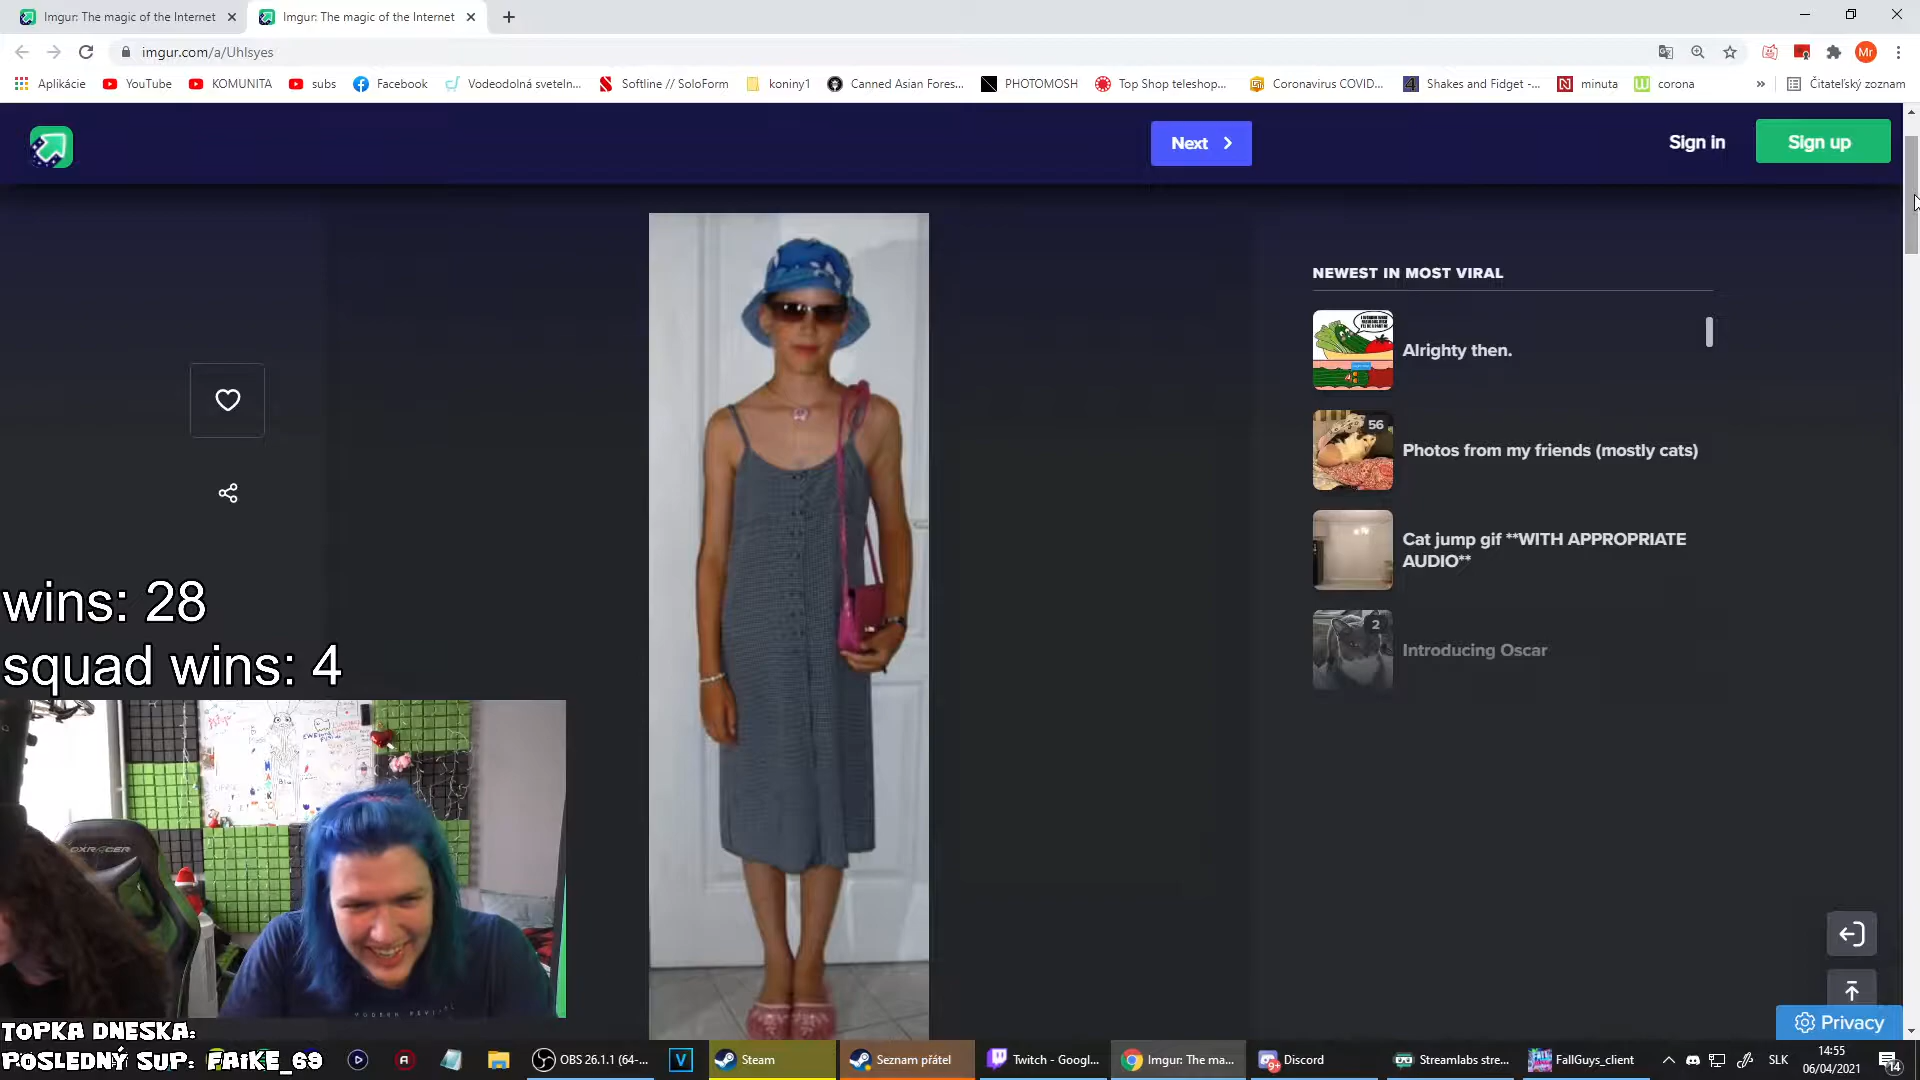 Imgur: The magic of the Internet
Imgur: The magic of the Internet
imgur.com/a/Uhlsyes
Mr
Aplikácie
YouTube
KOMUNITA
subs
Facebook
Vodeodolná sveteln...
Softline // SoloForm
koniny1
Canned Asian Fores...
PHOTOMOSH
Top Shop teleshop...
Coronavirus COVID...
Shakes and Fidget -...
minuta
corona
»
Čitateľský zoznam
Next
Sign in
Sign up
NEWEST IN MOST VIRAL
Alrighty then.
56
Photos from my friends (mostly cats)
Cat jump gif **WITH APPROPRIATE
AUDIO**
2
Introducing Oscar
wins: 28
squad wins: 4
DXRACER
TOPKA DNESKA:
POSLEDNÝ SUP: FAiKE_69
Privacy
OBS 26.1.1 (64-...
Steam
Seznam přátel
Twitch - Googl...
Imgur: The ma...
Discord
Streamlabs stre...
FallGuys_client
SLK
14:55
06/04/2021
14